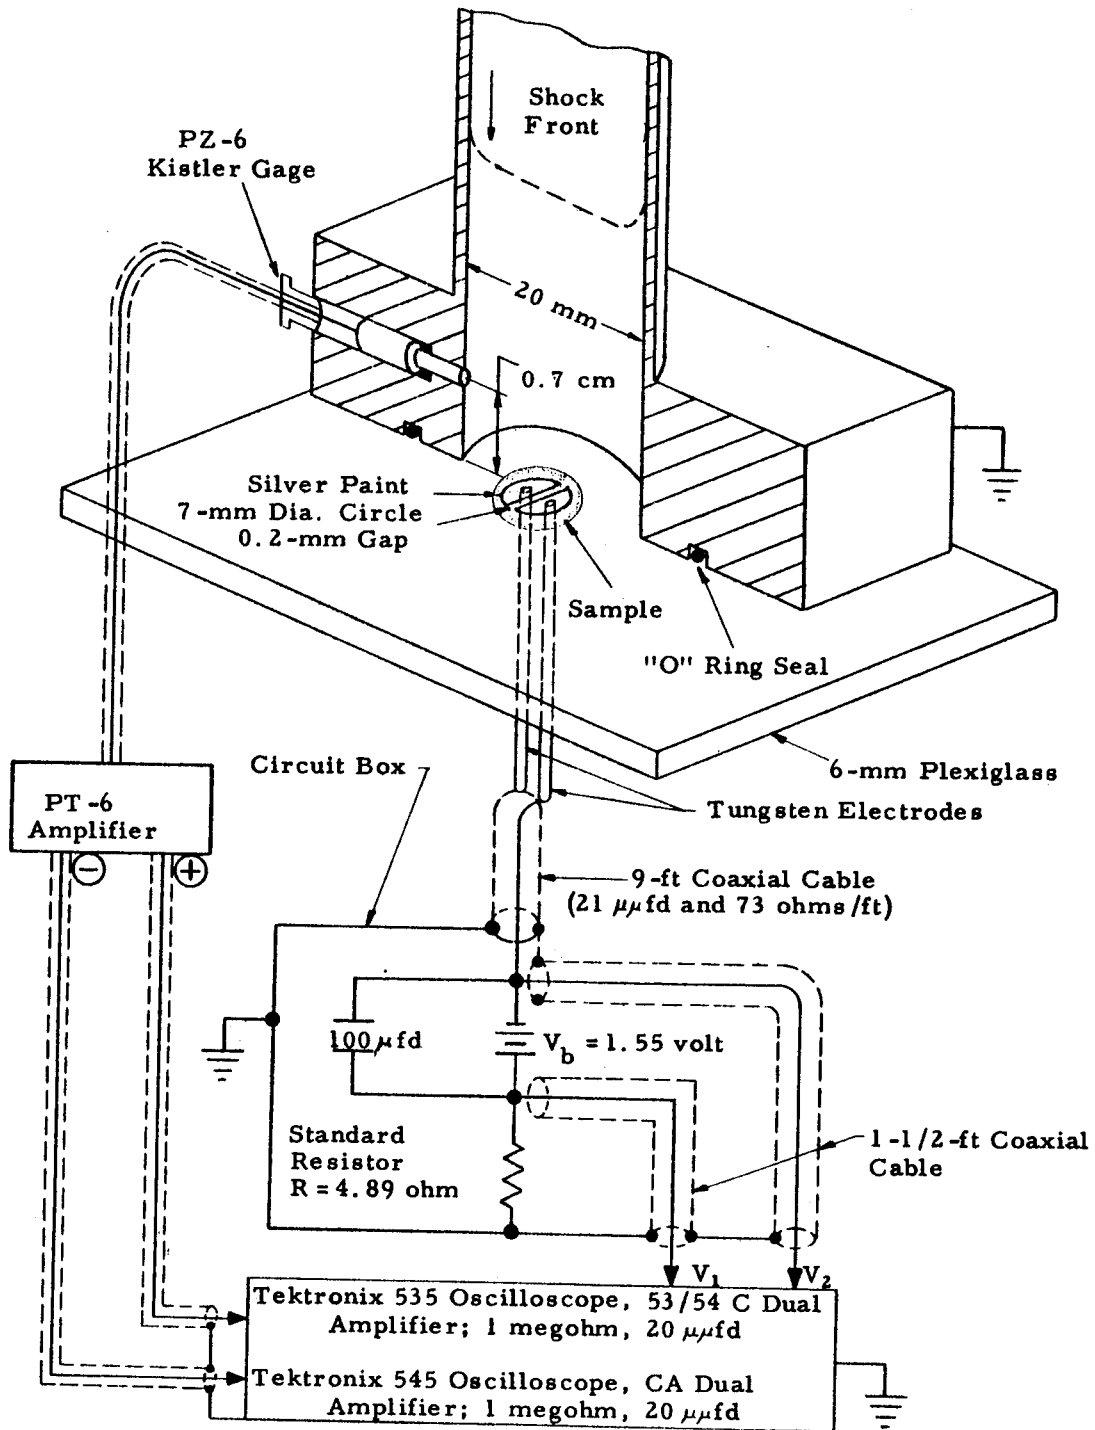 Shock
Front
PZ-6
Kistler Gage
20 mm
0.7 cm
Silver Paint
7-mm Dia. Circle
0.2-mm Gap
Sample
"O" Ring Seal
6-mm Plexiglass
Circuit Box
Tungsten Electrodes
PT-6
Amplifier
− +
9-ft Coaxial Cable
(21 μμfd and 73 ohms/ft)
100 μfd
Vb = 1.55 volt
Standard
Resistor
R = 4.89 ohm
1-1/2-ft Coaxial
Cable
V1 V2
Tektronix 535 Oscilloscope, 53/54 C Dual
Amplifier; 1 megohm, 20 μμfd
Tektronix 545 Oscilloscope, CA Dual
Amplifier; 1 megohm, 20 μμfd